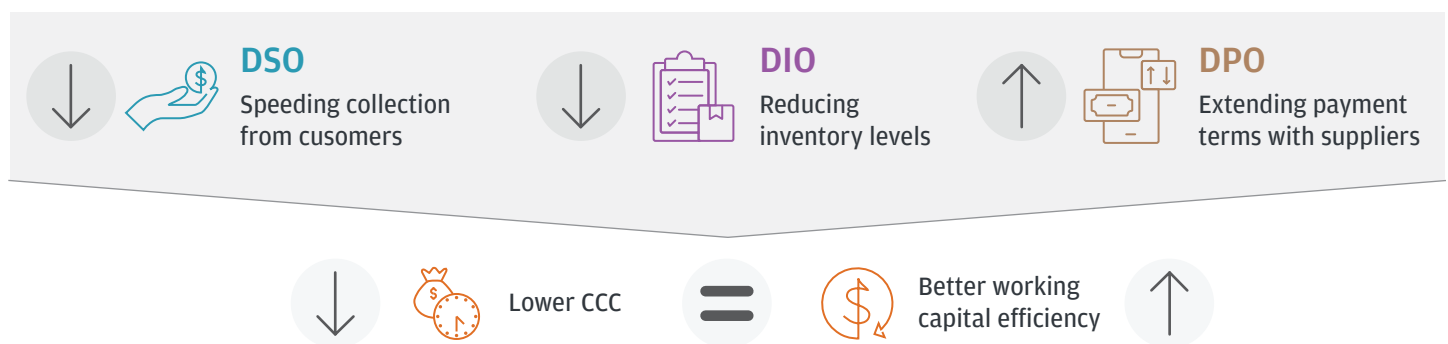 DSO
Speeding collection
from cusomers
DIO
Reducing
inventory levels
DPO
Extending payment
terms with suppliers
$
$
Lower CCC
=
$
Better working
capital efficiency